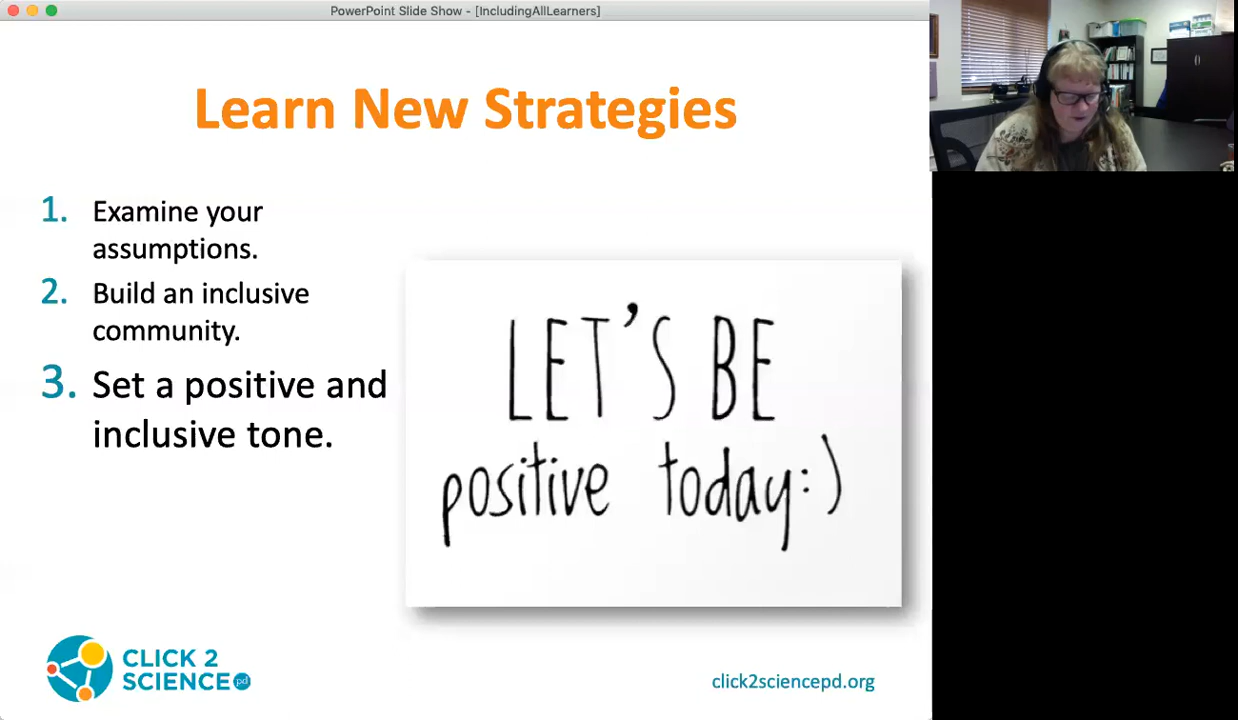 PowerPoint Slide Show - [IncludingAllLearners]
Learn New Strategies
1. Examine your
assumptions.
2. Build an inclusive
community.
3. Set a positive and
inclusive tone.
LET'S BE
positive today:)
CLICK 2
SCIENCE pd
click2sciencepd.org